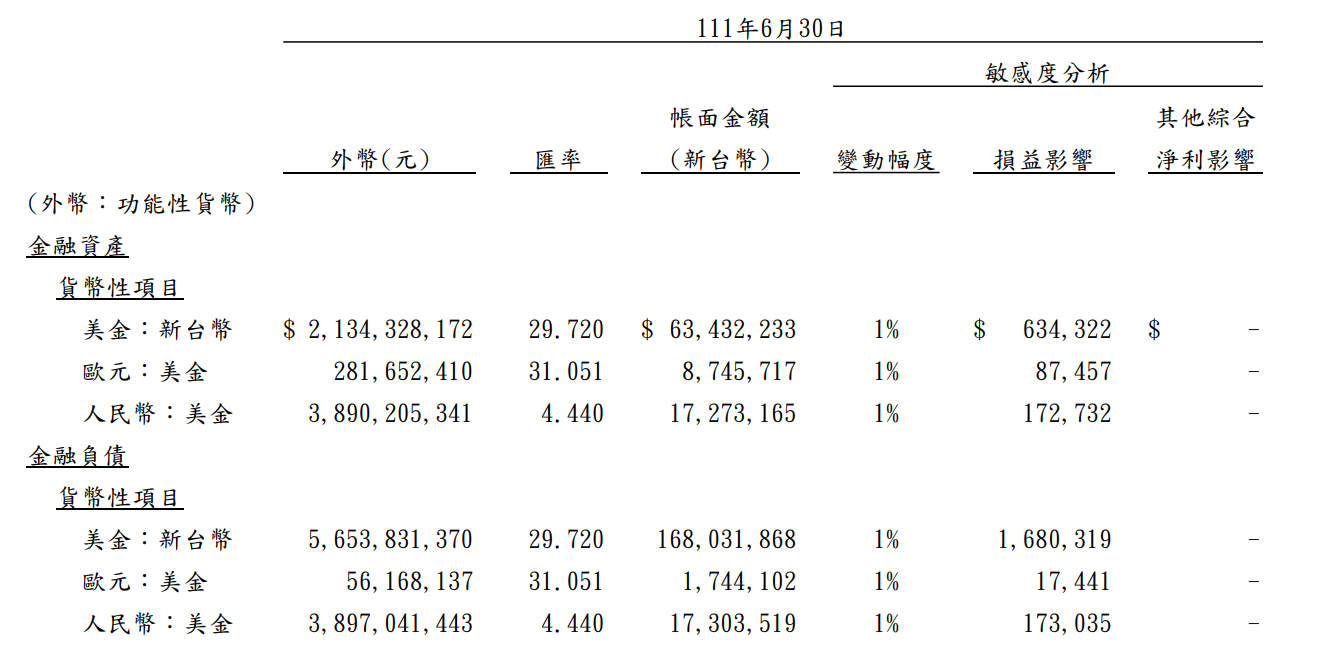 111年6月30日
敏感度分析
帳面金額 其他綜合
外幣(元) 匯率 (新台幣) 變動幅度 損益影響 淨利影響
(外幣：功能性貨幣)
金融資產
貨幣性項目
美金：新台幣 $ 2,134,328,172 29.720 $ 63,432,233 1% $ 634,322 $ -
歐元：美金 281,652,410 31.051 8,745,717 1% 87,457 -
人民幣：美金 3,890,205,341 4.440 17,273,165 1% 172,732 -
金融負債
貨幣性項目
美金：新台幣 5,653,831,370 29.720 168,031,868 1% 1,680,319 -
歐元：美金 56,168,137 31.051 1,744,102 1% 17,441 -
人民幣：美金 3,897,041,443 4.440 17,303,519 1% 173,035 -